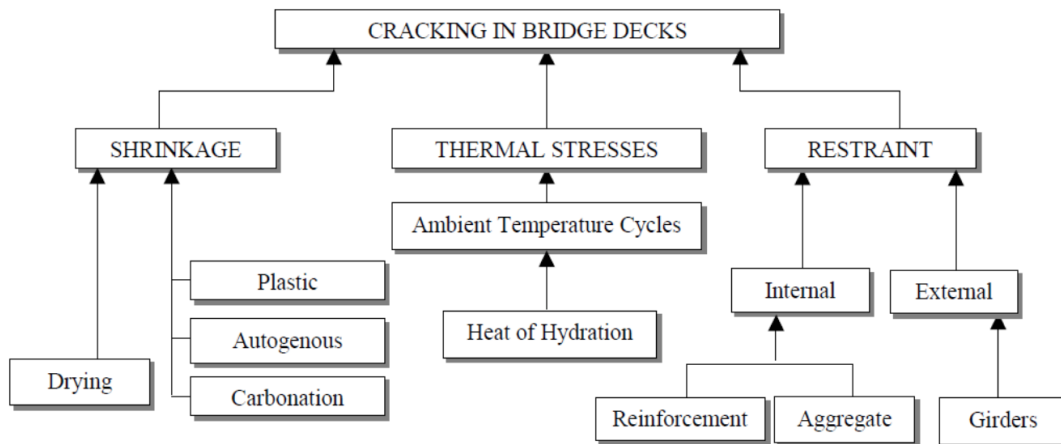 CRACKING IN BRIDGE DECKS
SHRINKAGE
THERMAL STRESSES
RESTRAINT
Ambient Temperature Cycles
Plastic
Internal
External
Heat of Hydration
Autogenous
Drying
Carbonation
Reinforcement
Aggregate
Girders